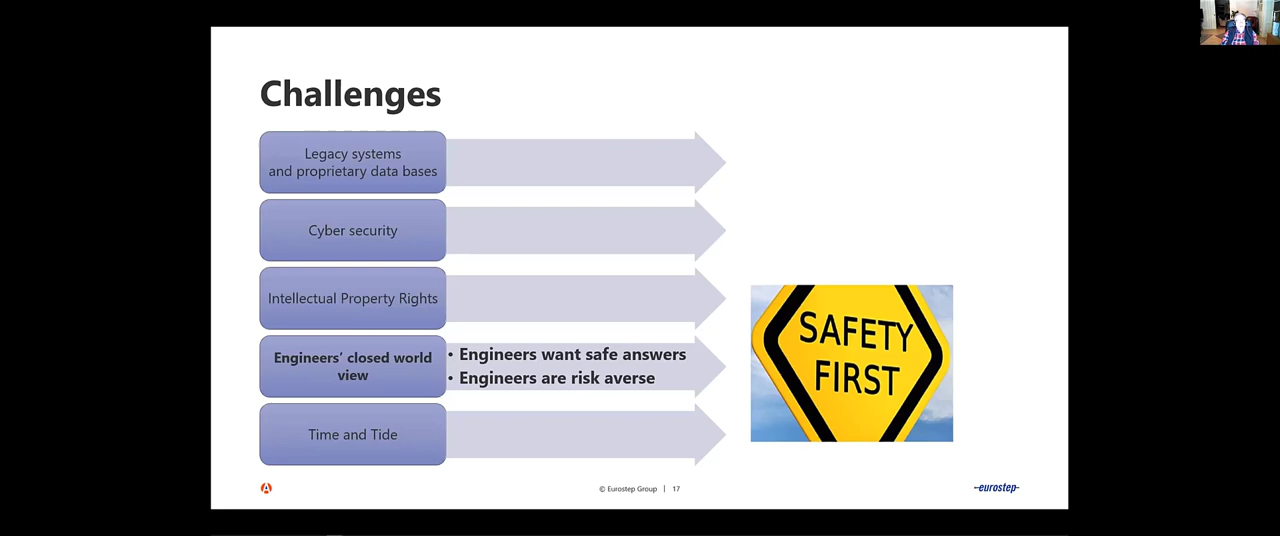 Challenges
Legacy systems
and proprietary data bases
Cyber security
Intellectual Property Rights
Engineers’ closed world
view
• Engineers want safe answers
• Engineers are risk averse
Time and Tide
SAFETY
FIRST
A
© Eurostep Group | 17
eurostep